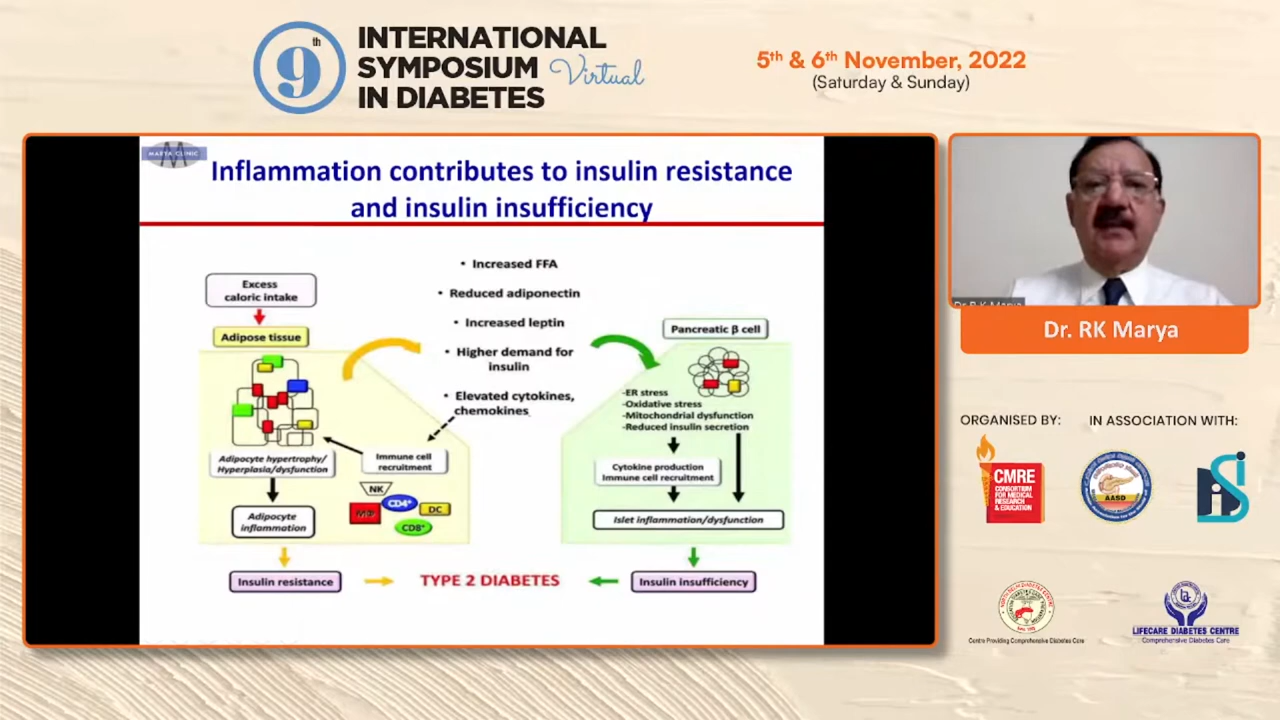 9th
INTERNATIONAL
SYMPOSIUM Virtual
IN DIABETES
5th & 6th November, 2022
(Saturday & Sunday)
MARYA CLINIC
Inflammation contributes to insulin resistance
and insulin insufficiency
Excess
caloric intake
Adipose tissue
Adipocyte hypertrophy/
Hyperplasia/dysfunction
Adipocyte
inflammation
Insulin resistance
• Increased FFA
• Reduced adiponectin
• Increased leptin
• Higher demand for
insulin
• Elevated cytokines,
chemokines
Immune cell
recruitment
NK
CD4+
DC
CD8+
TYPE 2 DIABETES
Pancreatic β cell
-ER stress
-Oxidative stress
-Mitochondrial dysfunction
-Reduced insulin secretion
Cytokine production
Immune cell recruitment
Islet inflammation/dysfunction
Insulin insufficiency
Dr. R K Marya
Dr. RK Marya
ORGANISED BY:
IN ASSOCIATION WITH:
CMRE
CONSORTIUM
FOR MEDICAL
RESEARCH
& EDUCATION
AASD
Centre Providing Comprehensive Diabetes Care
LIFECARE DIABETES CENTRE
Comprehensive Diabetes Care